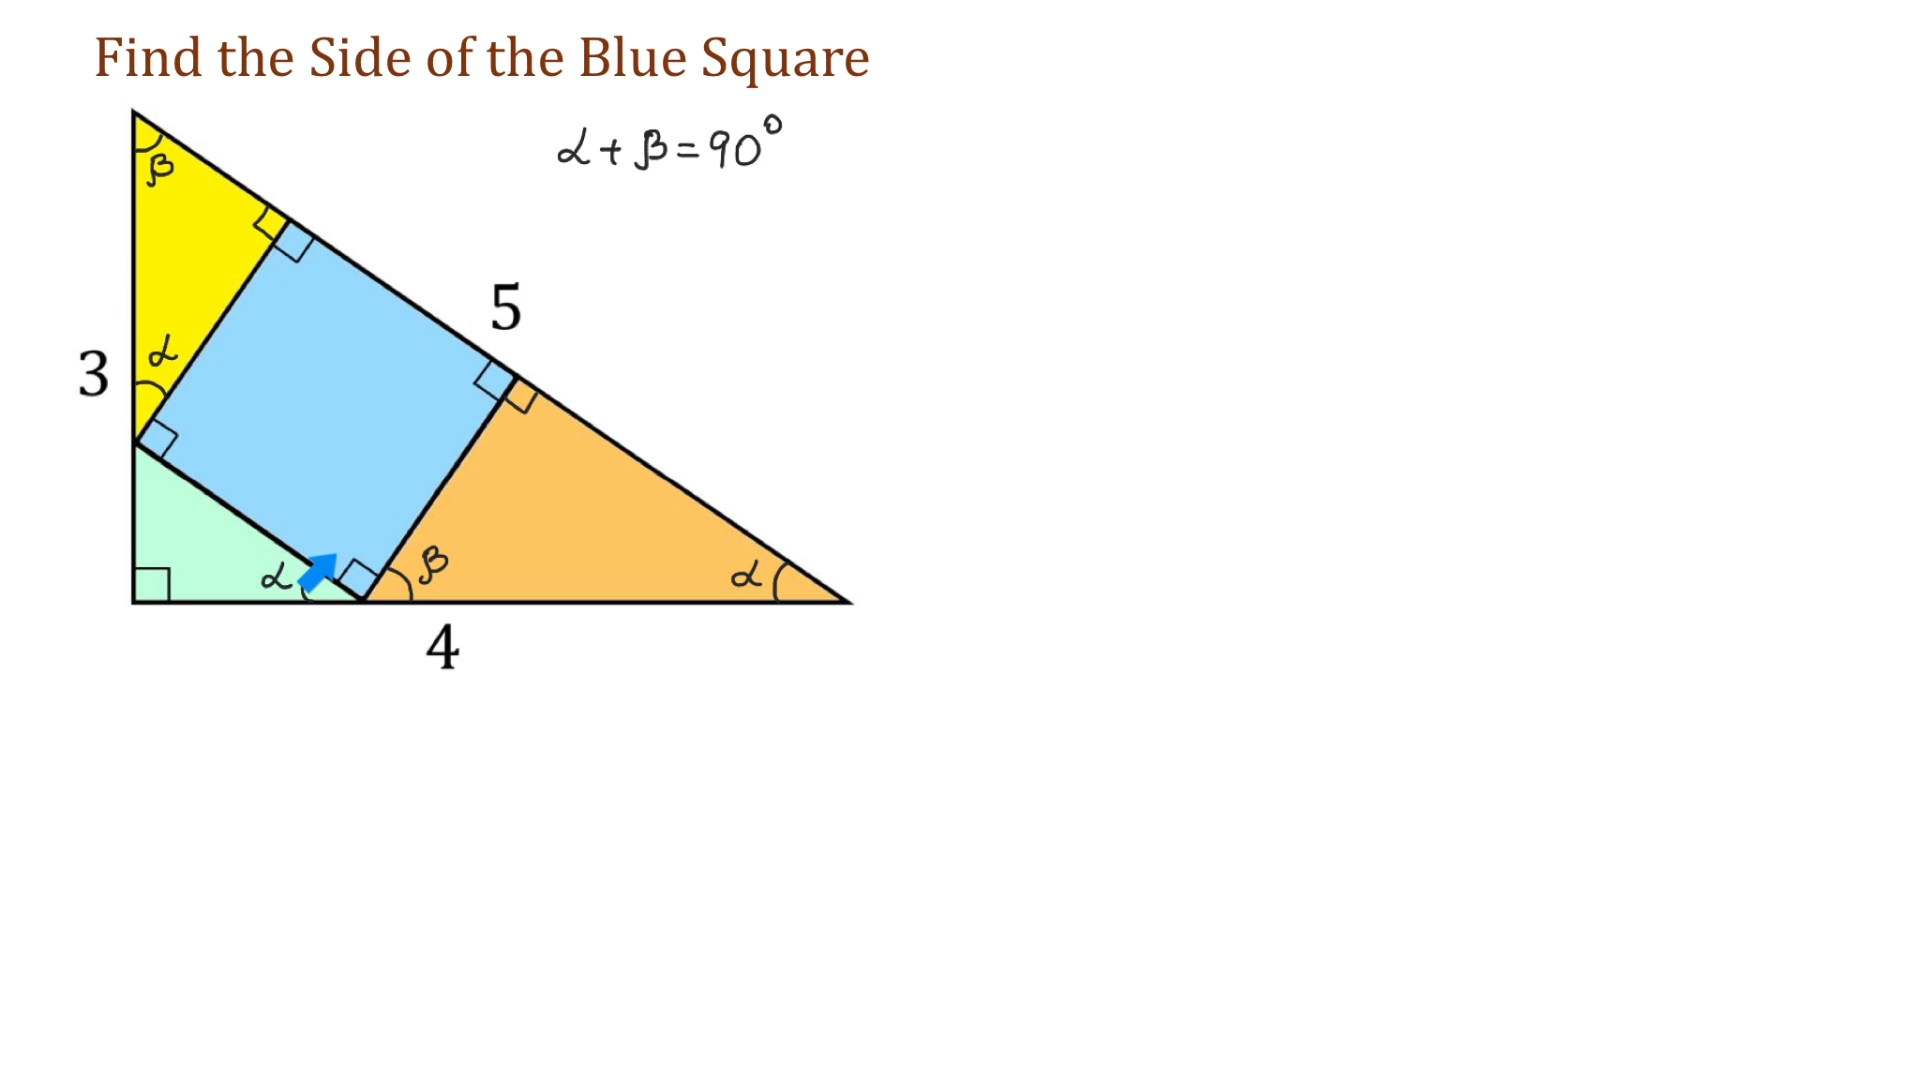 Find the Side of the Blue Square
α + β = 90°
β
5
3
α
α
β
α
4